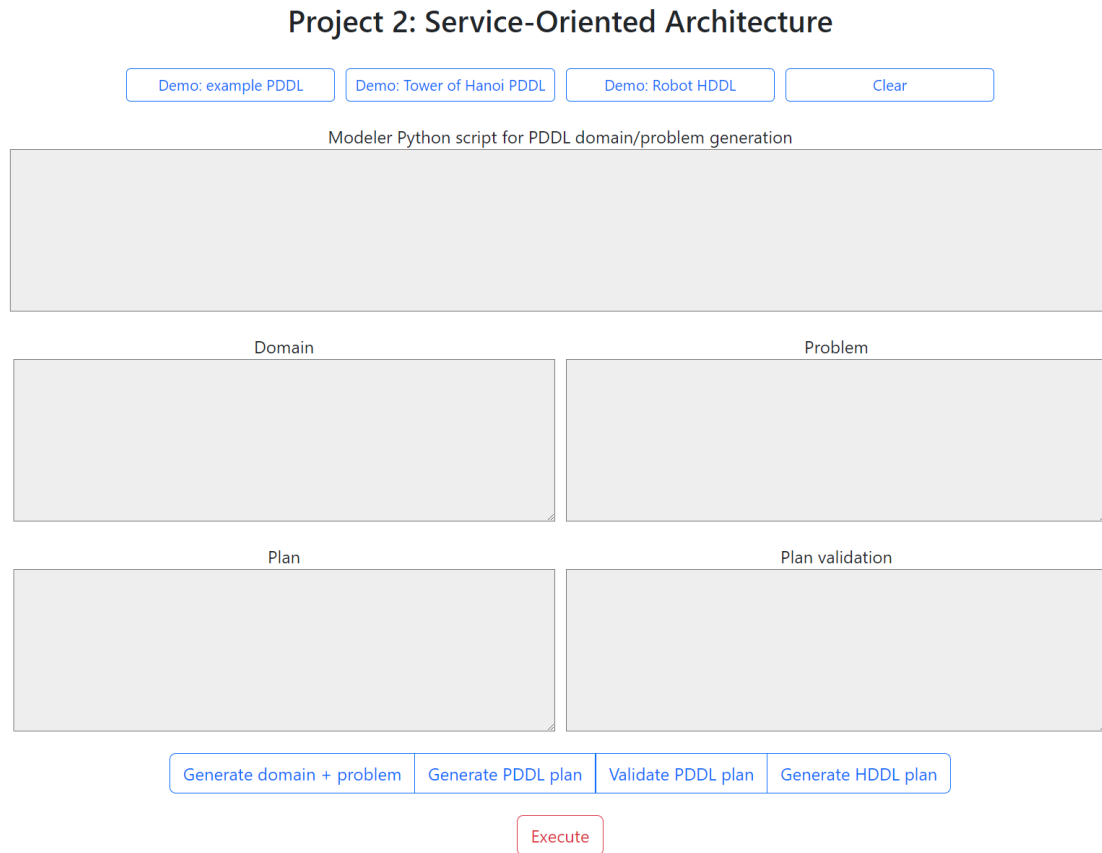 Project 2: Service-Oriented Architecture
Demo: example PDDL Demo: Tower of Hanoi PDDL Demo: Robot HDDL Clear
Modeler Python script for PDDL domain/problem generation
Domain Problem
Plan Plan validation
Generate domain + problem Generate PDDL plan Validate PDDL plan Generate HDDL plan
Execute